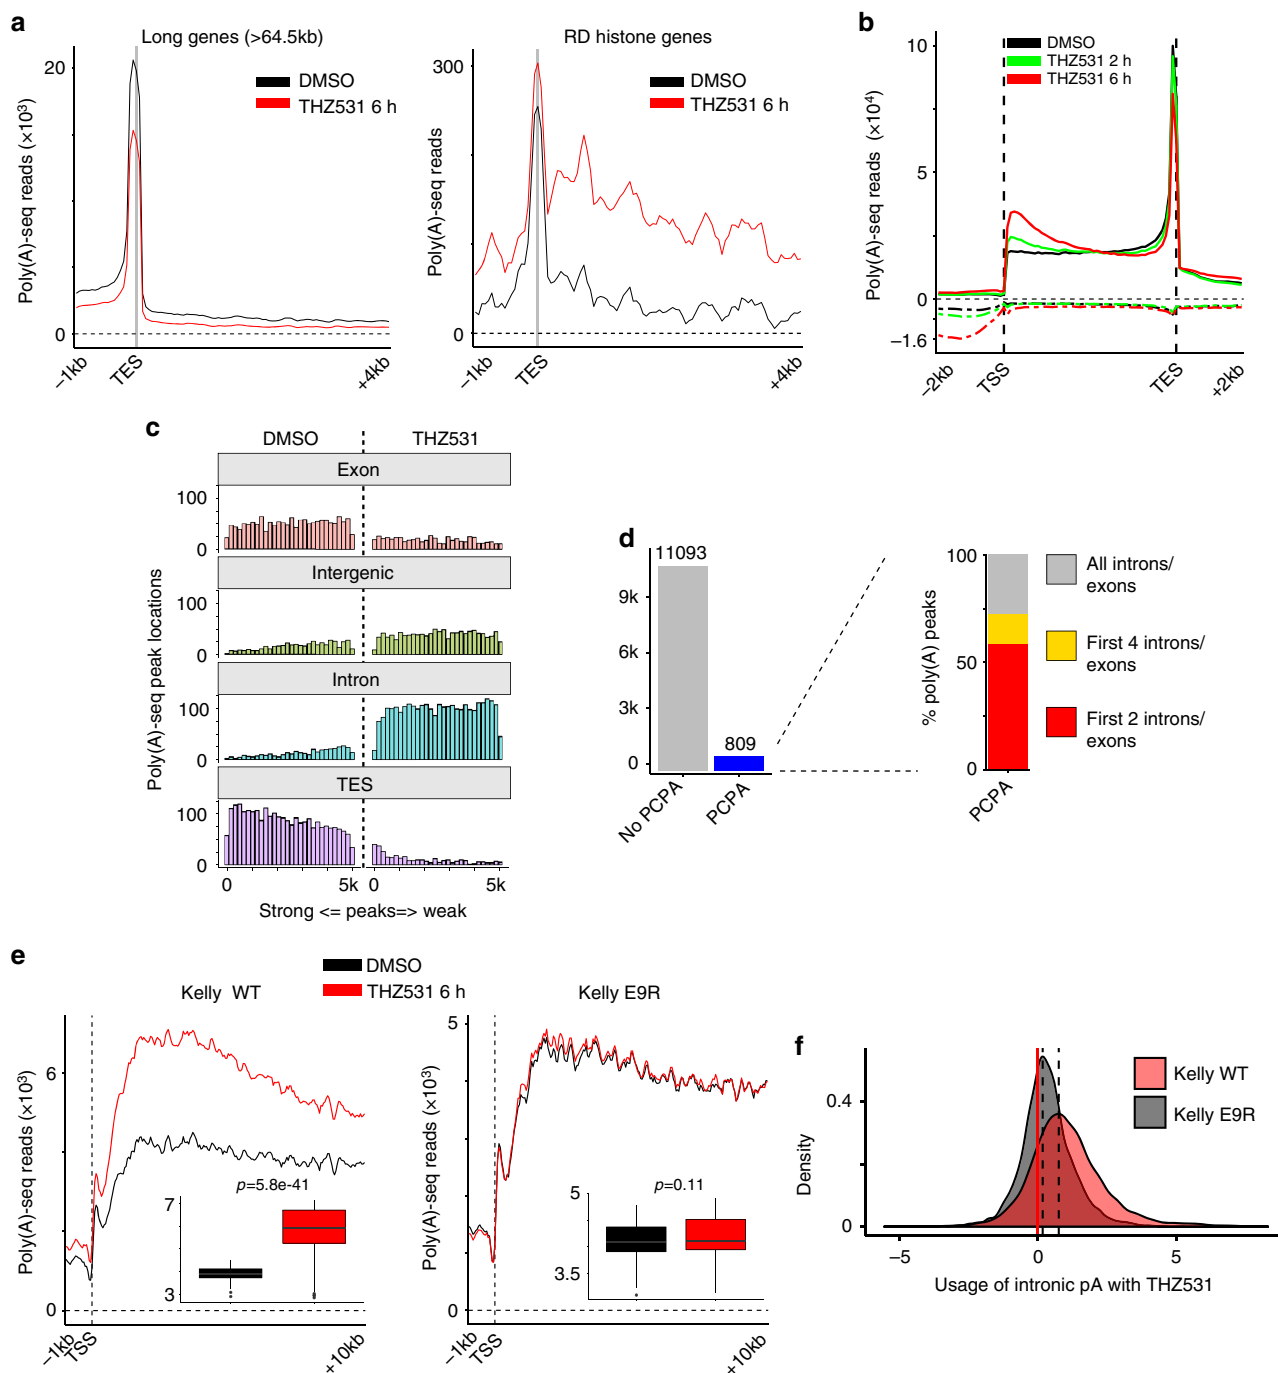 a
Long genes (>64.5kb)
Poly(A)-seq reads (×10³)
20
10
0
DMSO
THZ531 6 h
−1kb
TES
+4kb
RD histone genes
Poly(A)-seq reads
300
0
DMSO
THZ531 6 h
−1kb
TES
+4kb
b
Poly(A)-seq reads (×10⁴)
10
5
0
−1.6
DMSO
THZ531 2 h
THZ531 6 h
−2kb
TSS
TES
+2kb
c
DMSO
THZ531
Poly(A)-seq peak locations
Exon
100
0
Intergenic
100
0
Intron
100
0
TES
100
0
0
5k
0
5k
Strong <= peaks=> weak
d
11093
9k
6k
3k
0
809
No PCPA
PCPA
% poly(A) peaks
100
50
0
PCPA
All introns/
exons
First 4 introns/
exons
First 2 introns/
exons
e
DMSO
THZ531 6 h
Kelly WT
Poly(A)-seq reads (×10³)
6
0
p=5.8e-41
7
3
−1kb
TSS
+10kb
Kelly E9R
Poly(A)-seq reads (×10³)
5
0
p=0.11
5
3.5
−1kb
TSS
+10kb
f
Density
0.4
0
Kelly WT
Kelly E9R
−5
0
5
Usage of intronic pA with THZ531